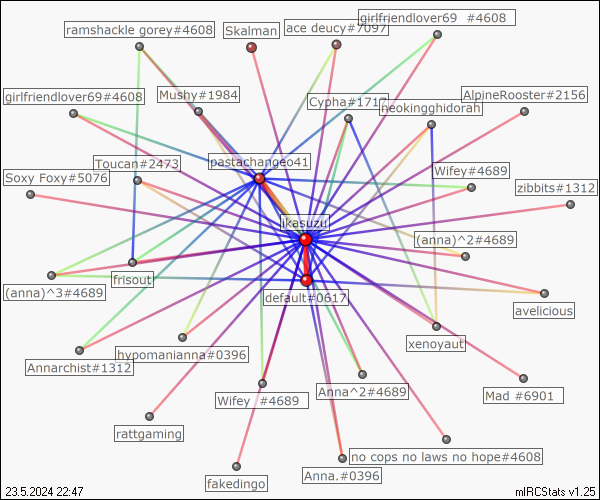 girlfriendlover69  #4608
ramshackle gorey#4608
ace deucy#7097
Skalman
girlfriendlover69#4608
Mushy#1984
Cypha#1717
neokingghidorah
AlpineRooster#2156
Toucan#2473
pastachangeo41
Wifey#4689
Soxy Foxy#5076
zibbits#1312
ikasuzu
(anna)^2#4689
frisout
(anna)^3#4689
default#0617
avelicious
hypomanianna#0396
xenoyaut
Annarchist#1312
Wifey  #4689
Anna^2#4689
Mad #6901
rattgaming
no cops no laws no hope#4608
fakedingo
Anna.#0396
23.5.2024 22:47
mIRCStats v1.25